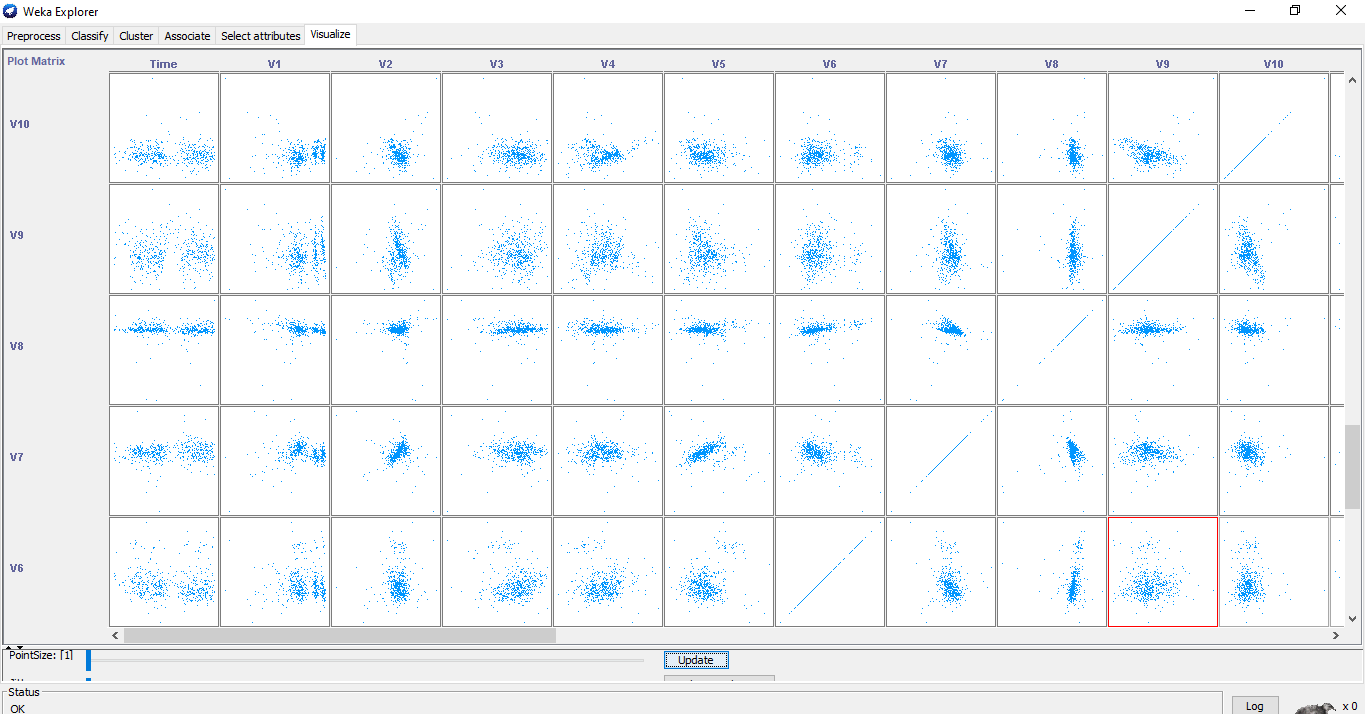 Weka Explorer
Preprocess Classify Cluster Associate Select attributes Visualize
Plot Matrix Time V1 V2 V3 V4 V5 V6 V7 V8 V9 V10
V10
V9
V8
V7
V6
PointSize: [1]
Update
Status
OK
Log
x 0